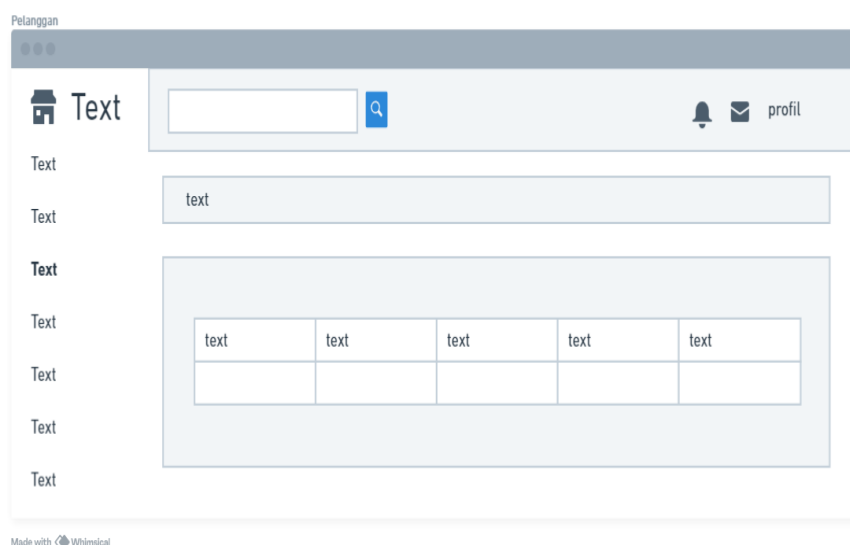 Pelanggan
Text
profil
Text
Text
Text
Text
Text
Text
Text
text
text text text text text
Made with Whimsical